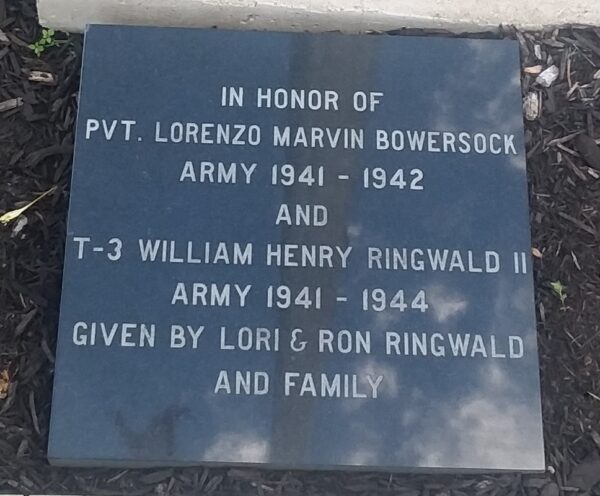 IN HONOR OF
PVT. LORENZO MARVIN BOWERSOCK
ARMY 1941 - 1942
AND
T-3 WILLIAM HENRY RINGWALD II
ARMY 1941 - 1944
GIVEN BY LORI & RON RINGWALD
AND FAMILY